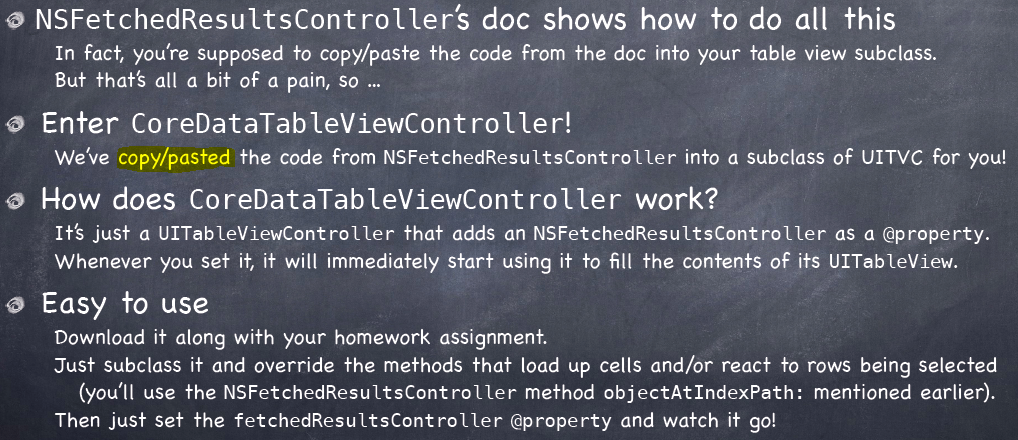 NSFetchedResultsController's doc shows how to do all this
In fact, you're supposed to copy/paste the code from the doc into your table view subclass.
But that's all a bit of a pain, so ...
Enter CoreDataTableViewController!
We've copy/pasted the code from NSFetchedResultsController into a subclass of UITVC for you!
How does CoreDataTableViewController work?
It's just a UITableViewController that adds an NSFetchedResultsController as a @property.
Whenever you set it, it will immediately start using it to fill the contents of its UITableView.
Easy to use
Download it along with your homework assignment.
Just subclass it and override the methods that load up cells and/or react to rows being selected
(you'll use the NSFetchedResultsController method objectAtIndexPath: mentioned earlier).
Then just set the fetchedResultsController @property and watch it go!